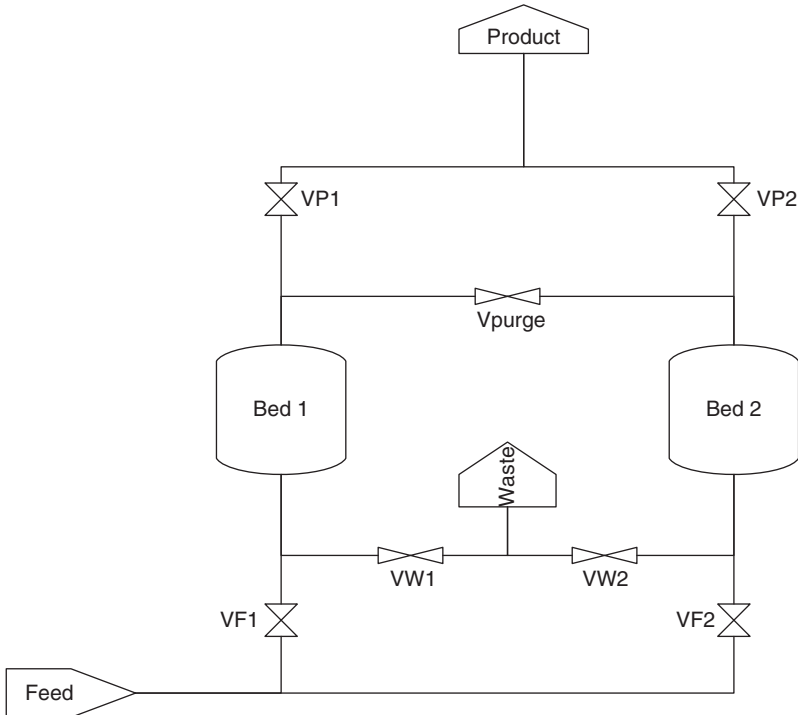 Product
VP1
VP2
Vpurge
Bed 1
Bed 2
Waste
VW1
VW2
VF1
VF2
Feed